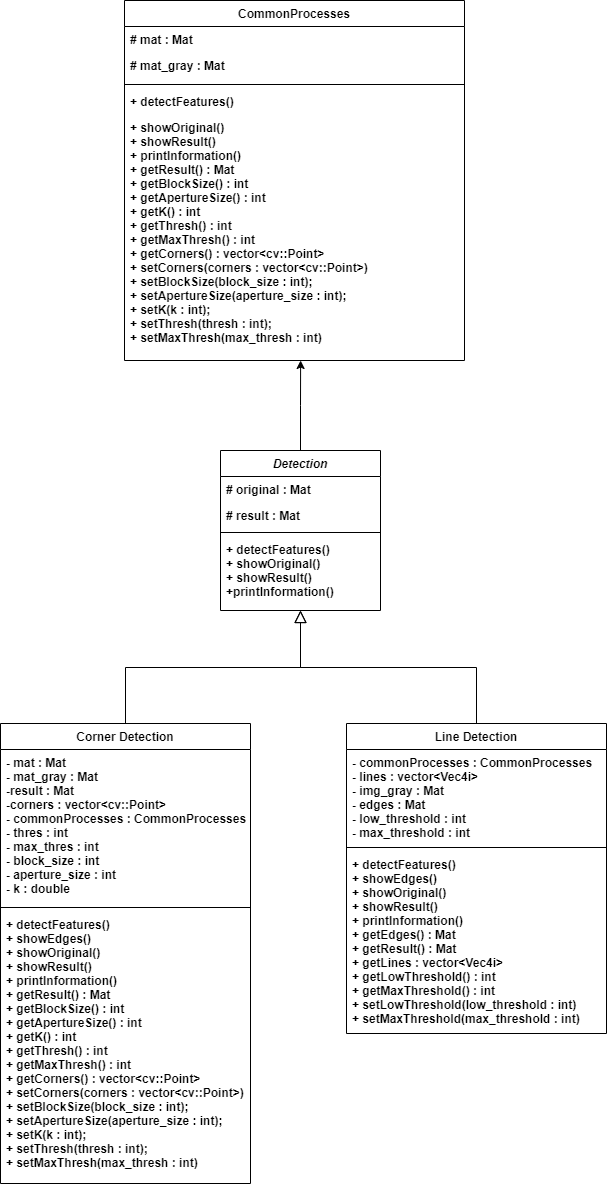 CommonProcesses
# mat : Mat
# mat_gray : Mat
+ detectFeatures()
+ showOriginal()
+ showResult()
+ printInformation()
+ getResult() : Mat
+ getBlockSize() : int
+ getApertureSize() : int
+ getK() : int
+ getThresh() : int
+ getMaxThresh() : int
+ getCorners() : vector<cv::Point>
+ setCorners(corners : vector<cv::Point>)
+ setBlockSize(block_size : int);
+ setApertureSize(aperture_size : int);
+ setK(k : int);
+ setThresh(thresh : int);
+ setMaxThresh(max_thresh : int)
Detection
# original : Mat
# result : Mat
+ detectFeatures()
+ showOriginal()
+ showResult()
+printInformation()
Corner Detection
- mat : Mat
- mat_gray : Mat
-result : Mat
-corners : vector<cv::Point>
- commonProcesses : CommonProcesses
- thres : int
- max_thres : int
- block_size : int
- aperture_size : int
- k : double
+ detectFeatures()
+ showEdges()
+ showOriginal()
+ showResult()
+ printInformation()
+ getResult() : Mat
+ getBlockSize() : int
+ getApertureSize() : int
+ getK() : int
+ getThresh() : int
+ getMaxThresh() : int
+ getCorners() : vector<cv::Point>
+ setCorners(corners : vector<cv::Point>)
+ setBlockSize(block_size : int);
+ setApertureSize(aperture_size : int);
+ setK(k : int);
+ setThresh(thresh : int);
+ setMaxThresh(max_thresh : int)
Line Detection
- commonProcesses : CommonProcesses
- lines : vector<Vec4i>
- img_gray : Mat
- edges : Mat
- low_threshold : int
- max_threshold : int
+ detectFeatures()
+ showEdges()
+ showOriginal()
+ showResult()
+ printInformation()
+ getEdges() : Mat
+ getResult() : Mat
+ getLines : vector<Vec4i>
+ getLowThreshold() : int
+ getMaxThreshold() : int
+ setLowThreshold(low_threshold : int)
+ setMaxThreshold(max_threshold : int)